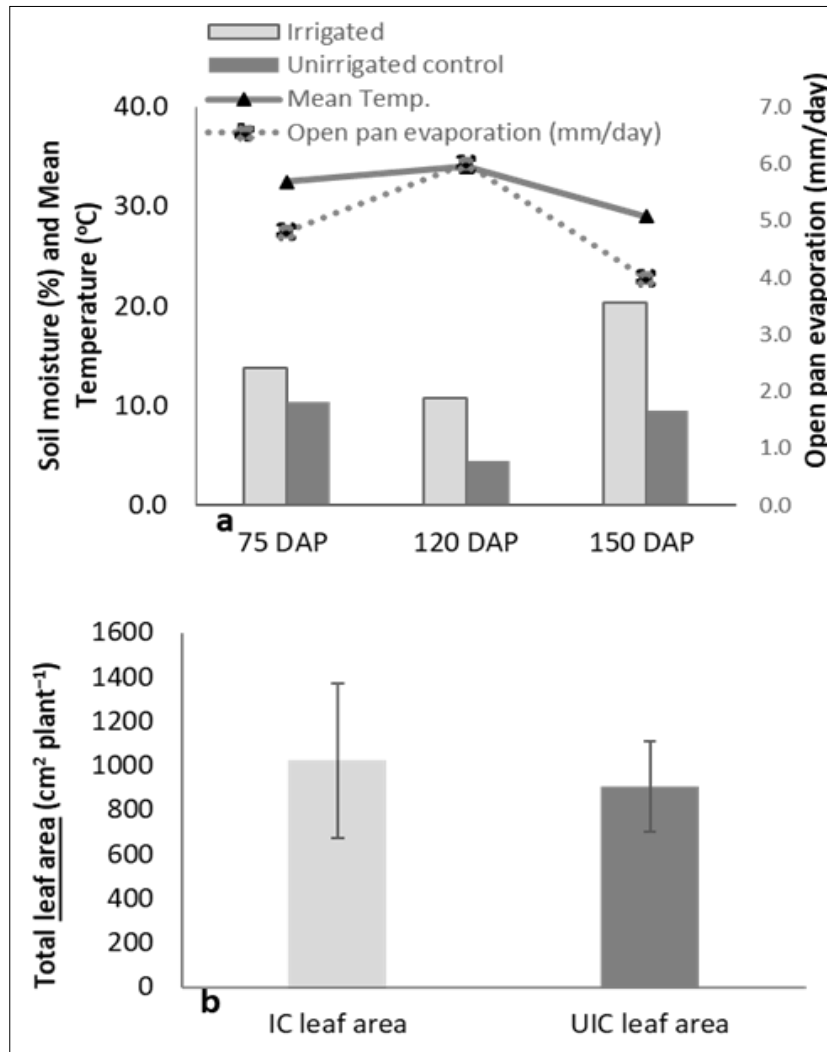 Irrigated
Unirrigated control
Mean Temp.
Open pan evaporation (mm/day)
Soil moisture (%) and Mean
Temperature (ºC)
40.0
30.0
20.0
10.0
0.0
7.0
6.0
5.0
4.0
3.0
2.0
1.0
0.0
Open pan evaporation (mm/day)
a
75 DAP 120 DAP 150 DAP
Total leaf area (cm² plant⁻¹)
1600
1400
1200
1000
800
600
400
200
0
b
IC leaf area UIC leaf area